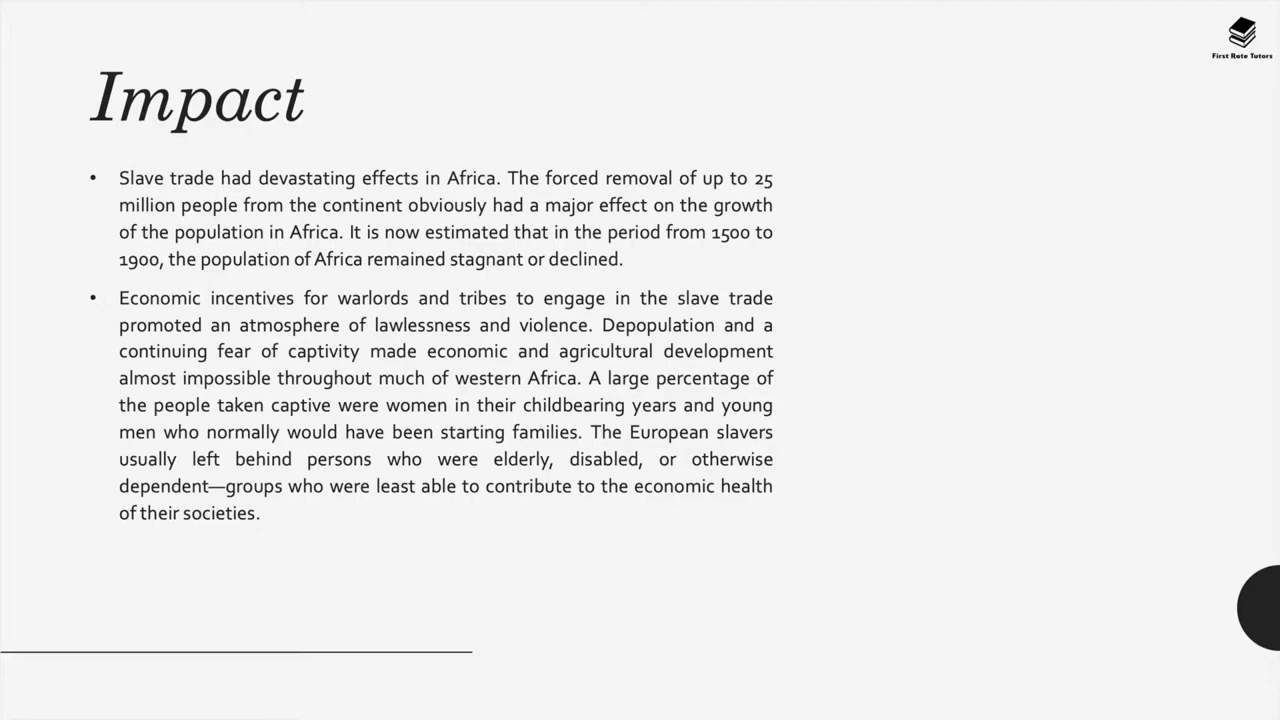 First Rate Tutors
Impact
• Slave trade had devastating effects in Africa. The forced removal of up to 25
million people from the continent obviously had a major effect on the growth
of the population in Africa. It is now estimated that in the period from 1500 to
1900, the population of Africa remained stagnant or declined.
• Economic incentives for warlords and tribes to engage in the slave trade
promoted an atmosphere of lawlessness and violence. Depopulation and a
continuing fear of captivity made economic and agricultural development
almost impossible throughout much of western Africa. A large percentage of
the people taken captive were women in their childbearing years and young
men who normally would have been starting families. The European slavers
usually left behind persons who were elderly, disabled, or otherwise
dependent—groups who were least able to contribute to the economic health
of their societies.